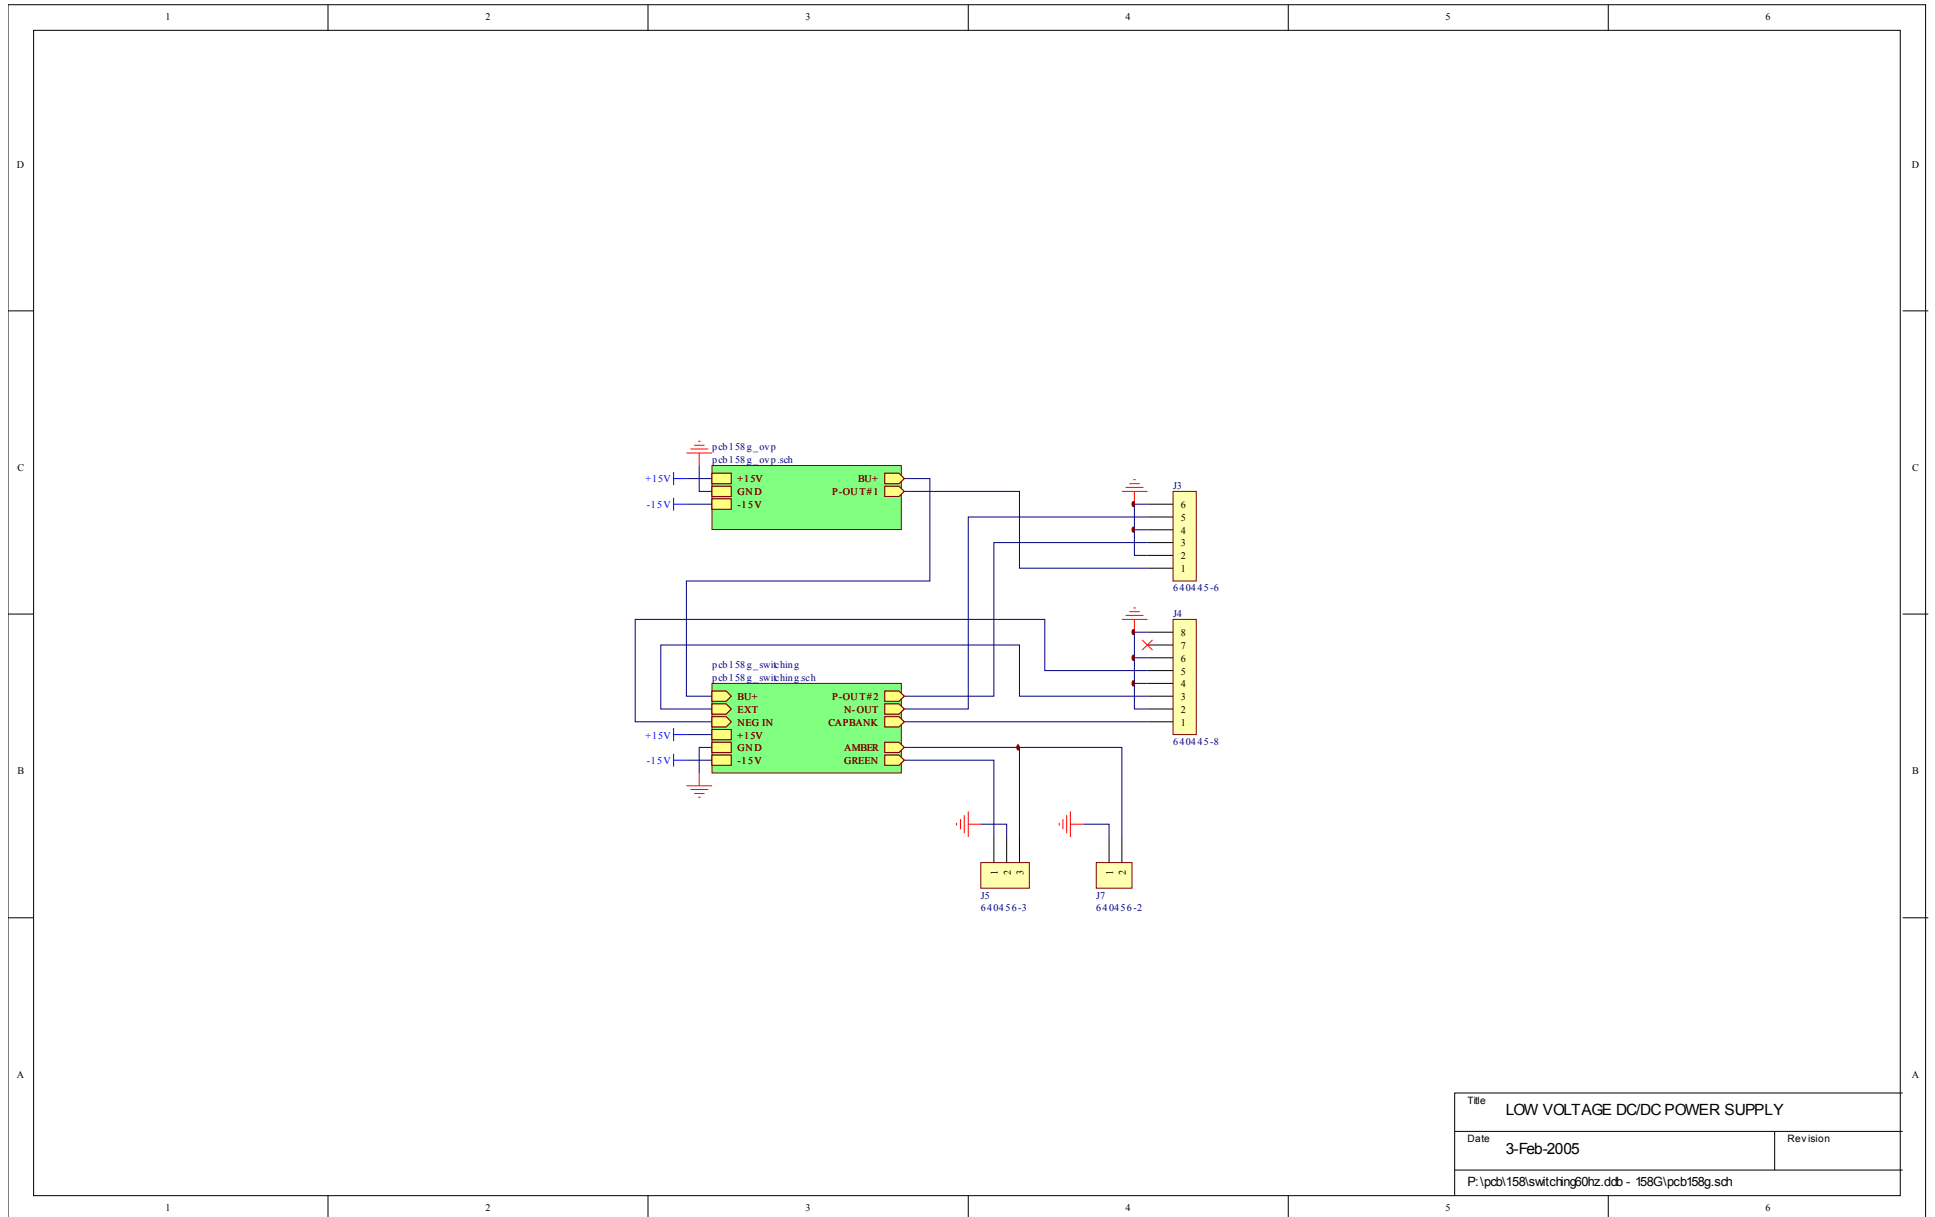 1 2 3 4 5 6
D D
pcb158g_ovp
pcb158g_ovp.sch
+15V +15V BU+
GND P-OUT#1
-15V -15V
C C
J3
6
5
4
3
2
1
640445-6
J4
8
7
6
5
4
3
2
1
640445-8
pcb158g_switching
pcb158g_switching.sch
BU+ P-OUT#2
EXT N-OUT
NEG IN CAPBANK
+15V +15V
GND AMBER
-15V -15V GREEN
B B
1 2 3
J5
640456-3
1 2
J7
640456-2
A A
Title LOW VOLTAGE DC/DC POWER SUPPLY
Date 3-Feb-2005 Revision
P:\pcb\158\switching60hz.ddb - 158G\pcb158g.sch
1 2 3 4 5 6